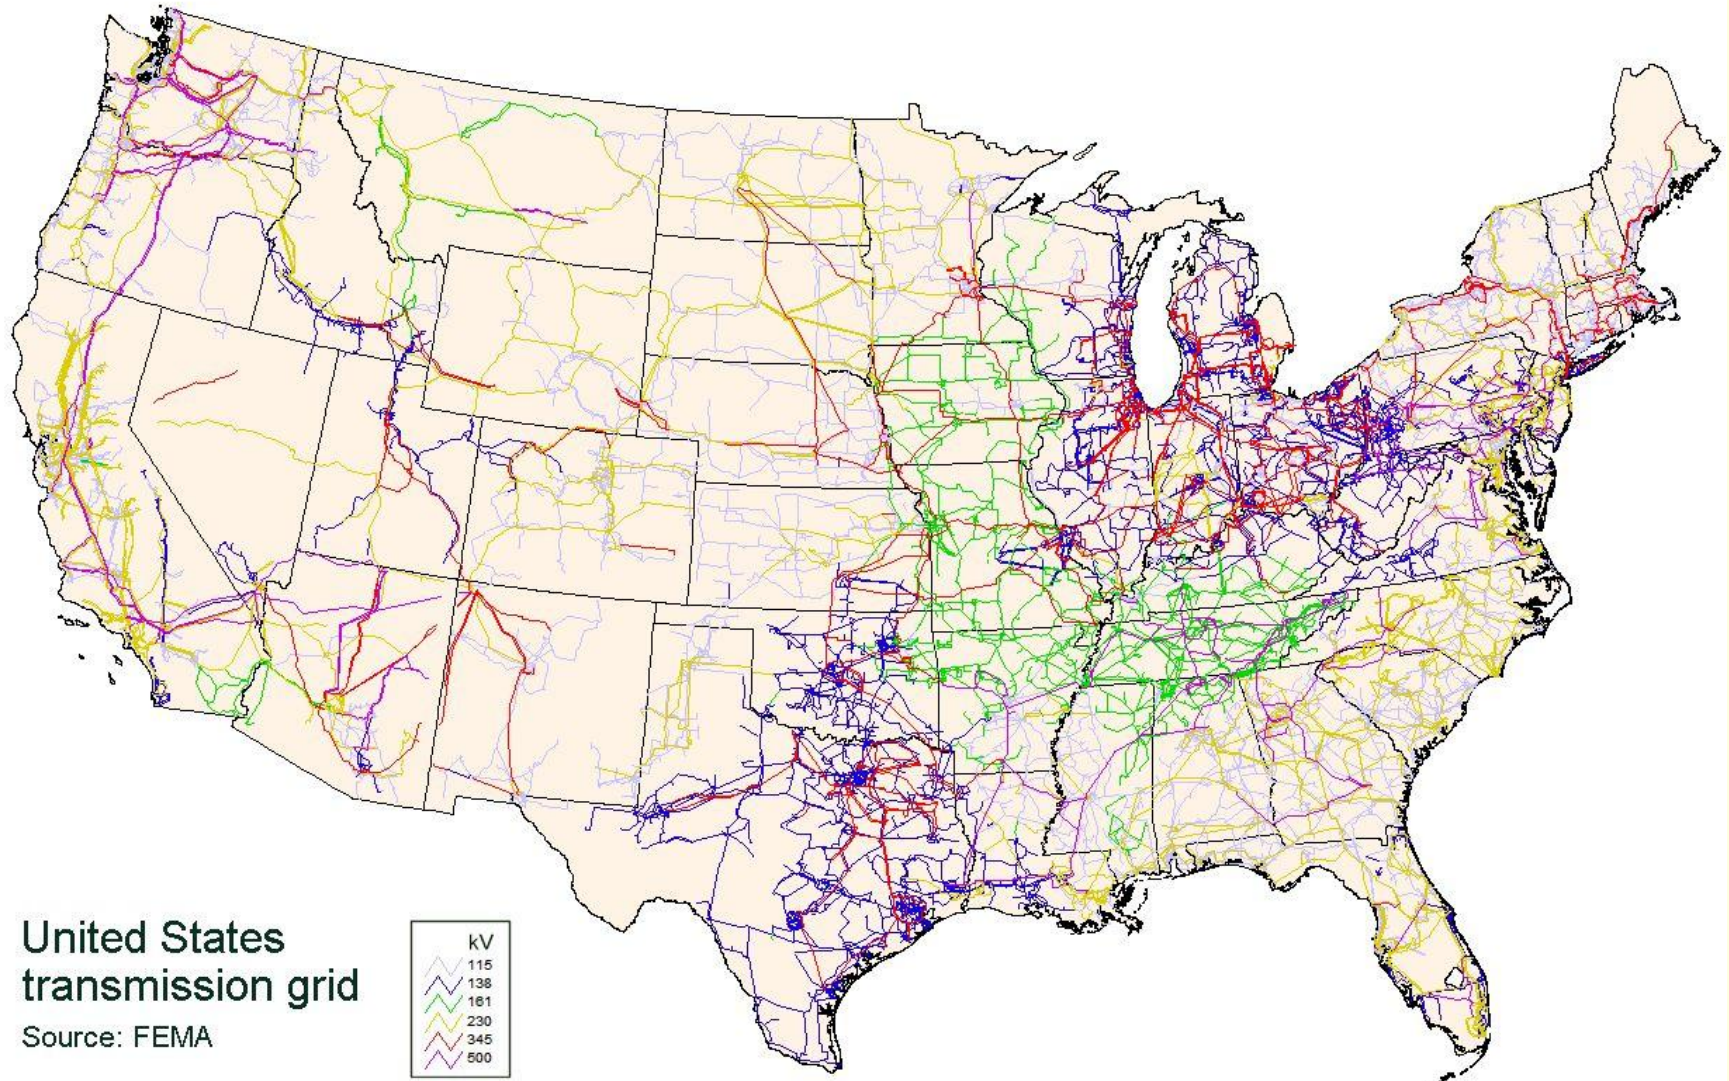 United States
transmission grid
Source: FEMA
kV
115
138
161
230
345
500